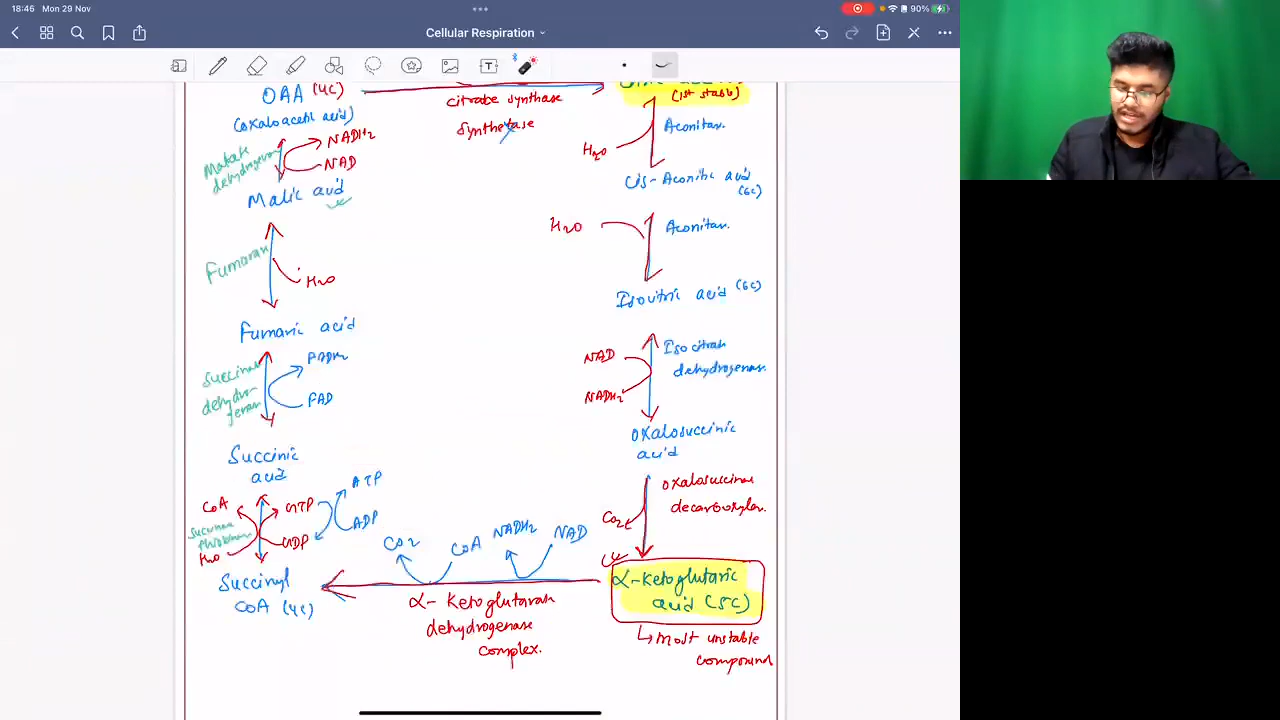 18:46 Mon 29 Nov
90%
Cellular Respiration
OAA (4C)
(oxaloacetic acid)
citrate synthase
synthetase
(1st stable)
Malate
dehydrogenase
NADH2
NAD
Malic acid
Fumarase
H2O
Fumaric acid
Succinate
dehydro-
genase
FADH2
FAD
Succinic
acid
CoA
GTP
GDP
H2O
ATP
ADP
Succinyl
CoA (4C)
CO2
CoA
NADH2
NAD
α-Ketoglutarate
dehydrogenase
complex.
H2O
Aconitase
Cis-Aconitic acid
(6C)
H2O
Aconitase
Isocitric acid (6C)
NAD
NADH2
Isocitrate
dehydrogenase
Oxalosuccinic
acid
CO2
Oxalosuccinate
decarboxylase
α-Ketoglutaric
acid (5C)
Most unstable
compound